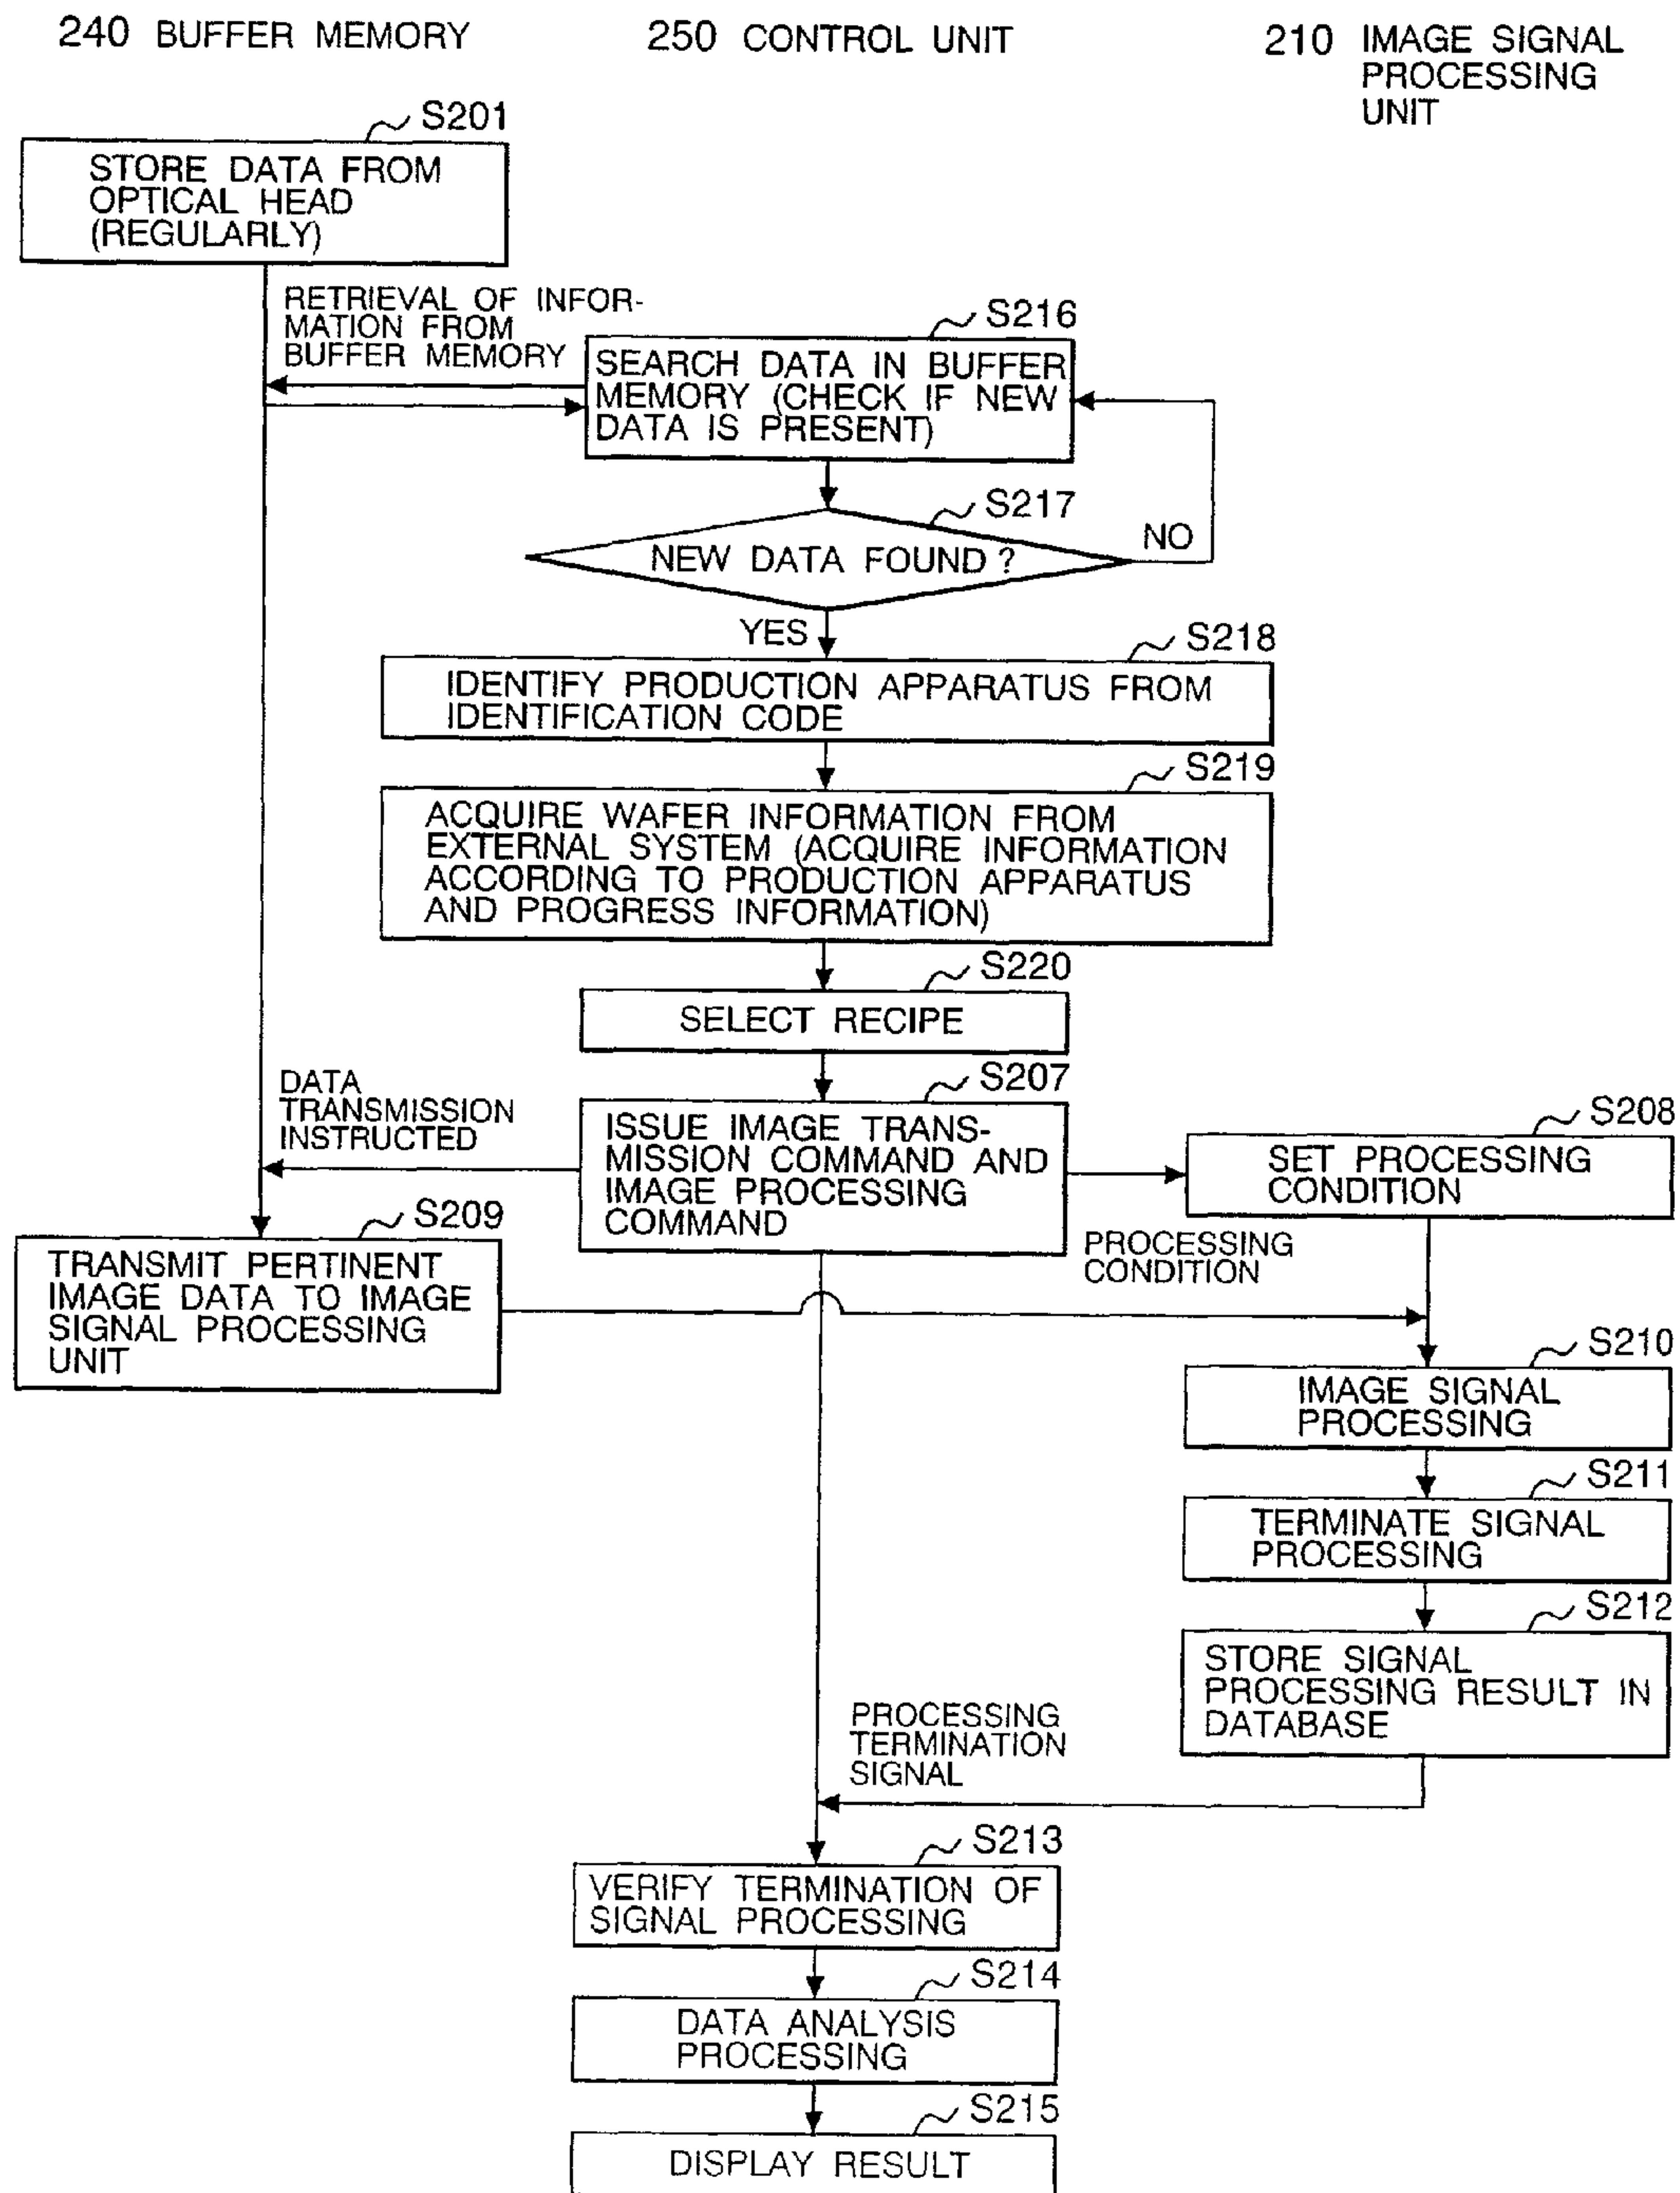 240 BUFFER MEMORY
250 CONTROL UNIT
210 IMAGE SIGNAL
PROCESSING
UNIT
S201
STORE DATA FROM
OPTICAL HEAD
(REGULARLY)
RETRIEVAL OF INFOR-
MATION FROM
BUFFER MEMORY
S216
SEARCH DATA IN BUFFER
MEMORY (CHECK IF NEW
DATA IS PRESENT)
S217
NEW DATA FOUND ?
NO
YES
S218
IDENTIFY PRODUCTION APPARATUS FROM
IDENTIFICATION CODE
S219
ACQUIRE WAFER INFORMATION FROM
EXTERNAL SYSTEM (ACQUIRE INFORMATION
ACCORDING TO PRODUCTION APPARATUS
AND PROGRESS INFORMATION)
S220
SELECT RECIPE
S207
DATA
TRANSMISSION
INSTRUCTED
ISSUE IMAGE TRANS-
MISSION COMMAND AND
IMAGE PROCESSING
COMMAND
S208
SET PROCESSING
CONDITION
S209
TRANSMIT PERTINENT
IMAGE DATA TO IMAGE
SIGNAL PROCESSING
UNIT
PROCESSING
CONDITION
S210
IMAGE SIGNAL
PROCESSING
S211
TERMINATE SIGNAL
PROCESSING
S212
STORE SIGNAL
PROCESSING RESULT IN
DATABASE
PROCESSING
TERMINATION
SIGNAL
S213
VERIFY TERMINATION OF
SIGNAL PROCESSING
S214
DATA ANALYSIS
PROCESSING
S215
DISPLAY RESULT